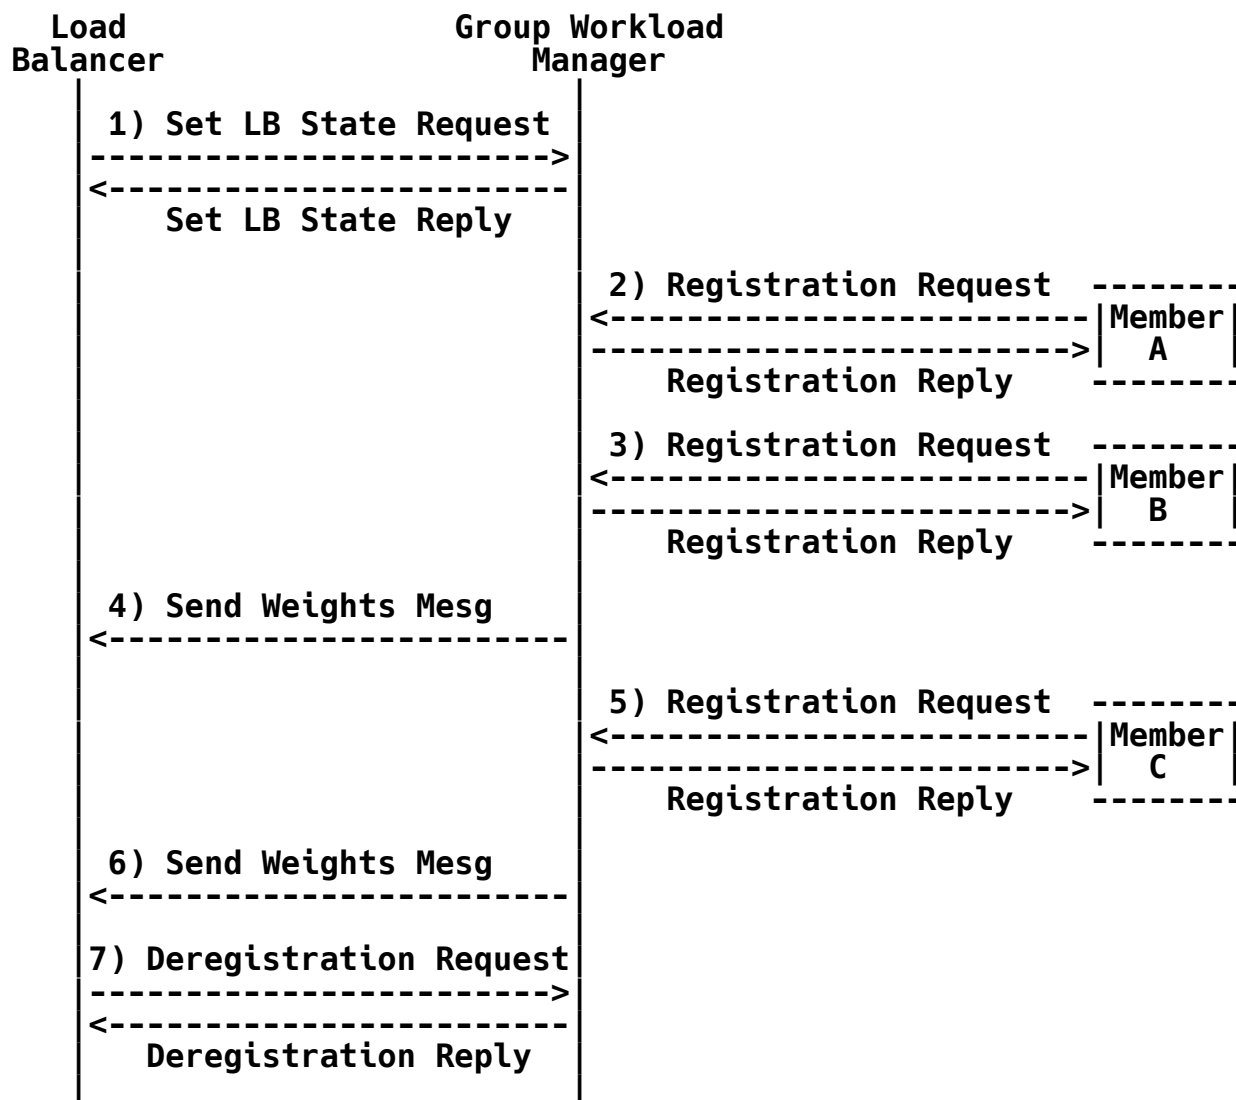 Load Group Workload
Balancer Manager
1) Set LB State Request
------------------------>
<------------------------
Set LB State Reply
2) Registration Request --------
<-------------------------|Member|
------------------------->| A |
Registration Reply --------
3) Registration Request --------
<-------------------------|Member|
------------------------->| B |
Registration Reply --------
4) Send Weights Mesg
<------------------------
5) Registration Request --------
<-------------------------|Member|
------------------------->| C |
Registration Reply --------
6) Send Weights Mesg
<------------------------
7) Deregistration Request
------------------------>
<------------------------
Deregistration Reply